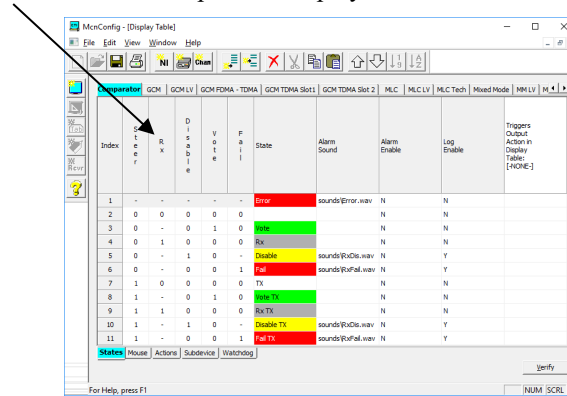 McnConfig - [Display Table]
File Edit View Window Help
NI Chan
Comparator GCM GCM LV GCM FDMA - TDMA GCM TDMA Slot1 GCM TDMA Slot 2 MLC MLC LV MLC Tech Mixed Mode MM LV M
Index Steer Rx Disable Vote Fail State Alarm Sound Alarm Enable Log Enable Triggers Output Action in Display Table: [-NONE-]
1 - - - - - Error sounds\Error.wav N N
2 0 0 0 0 0 N N
3 0 - 0 1 0 Vote N N
4 0 1 0 0 0 Rx N N
5 0 - 1 0 - Disable sounds\RxDis.wav N Y
6 0 - 0 0 1 Fail sounds\RxFail.wav N Y
7 1 0 0 0 0 TX N N
8 1 - 0 1 0 Vote TX N N
9 1 1 0 0 0 Rx TX N N
10 1 - 1 0 - Disable TX sounds\RxDis.wav N Y
11 1 - 0 0 1 Fail TX sounds\RxFail.wav N Y
States Mouse Actions Subdevice Watchdog
Verify
For Help, press F1 NUM SCRL